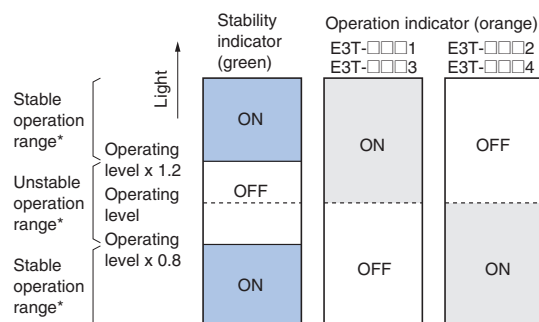 Stability
indicator
(green)
Operation indicator (orange)
E3T-□□□1
E3T-□□□3
E3T-□□□2
E3T-□□□4
Light
Stable
operation
range*
Operating
level x 1.2
Unstable
operation
range*
Operating
level
Operating
level x 0.8
Stable
operation
range*
ON
OFF
ON
ON
OFF
OFF
ON